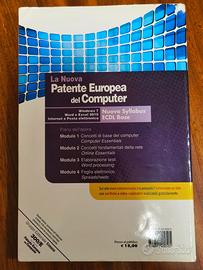 La Nuova
Patente Europea
del Computer
Windows 7
Word e Excel 2010
Internet e Posta elettronica
Nuovo Syllabus
ECDL Base
Piano dell'opera
Modulo 1 Concetti di base del computer
Computer Essentials
Modulo 2 Concetti fondamentali della rete
Online Essentials
Modulo 3 Elaborazione testi
Word processing
Modulo 4 Foglio elettronico
Spreadsheets
€ 15,00